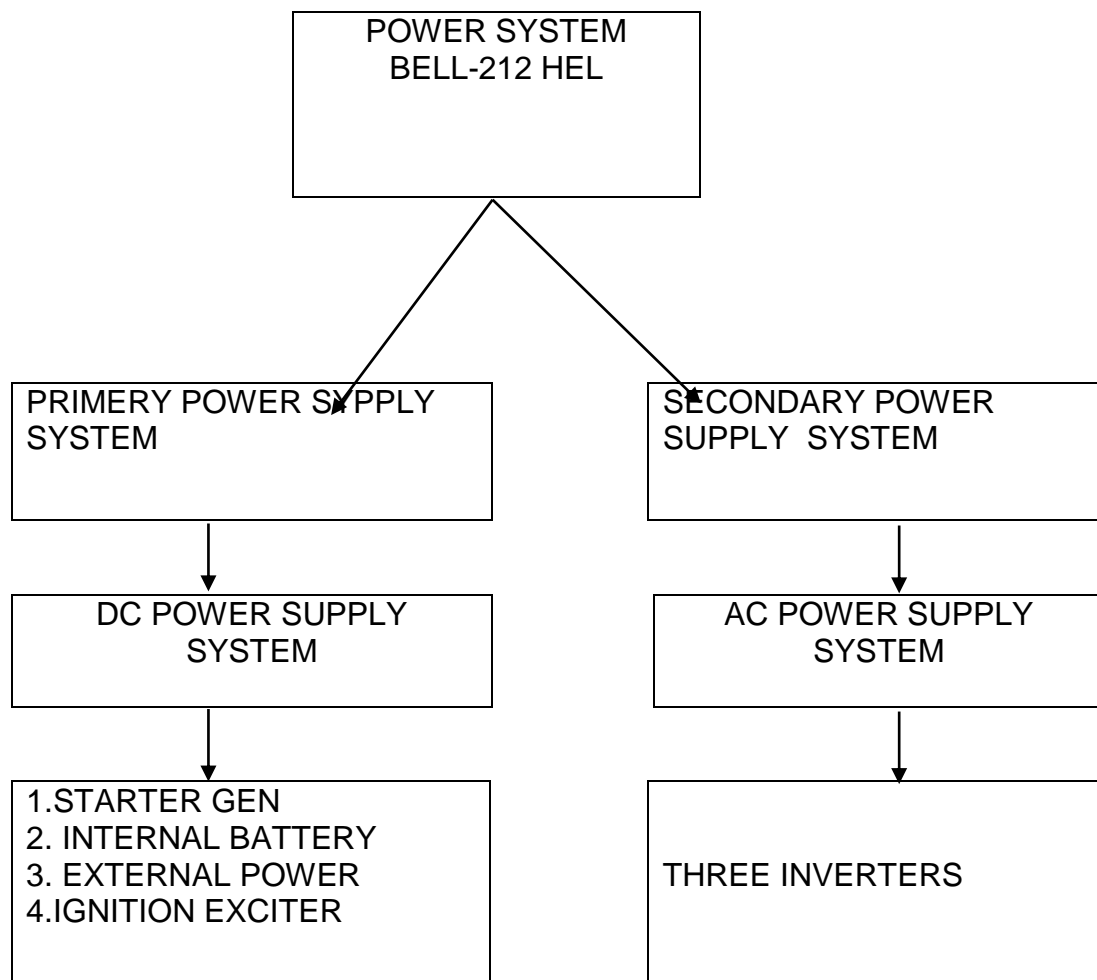 POWER SYSTEM
BELL-212 HEL
PRIMERY POWER SYPPLY
SYSTEM
SECONDARY POWER
SUPPLY SYSTEM
DC POWER SUPPLY
SYSTEM
AC POWER SUPPLY
SYSTEM
1.STARTER GEN
2. INTERNAL BATTERY
3. EXTERNAL POWER
4.IGNITION EXCITER
THREE INVERTERS